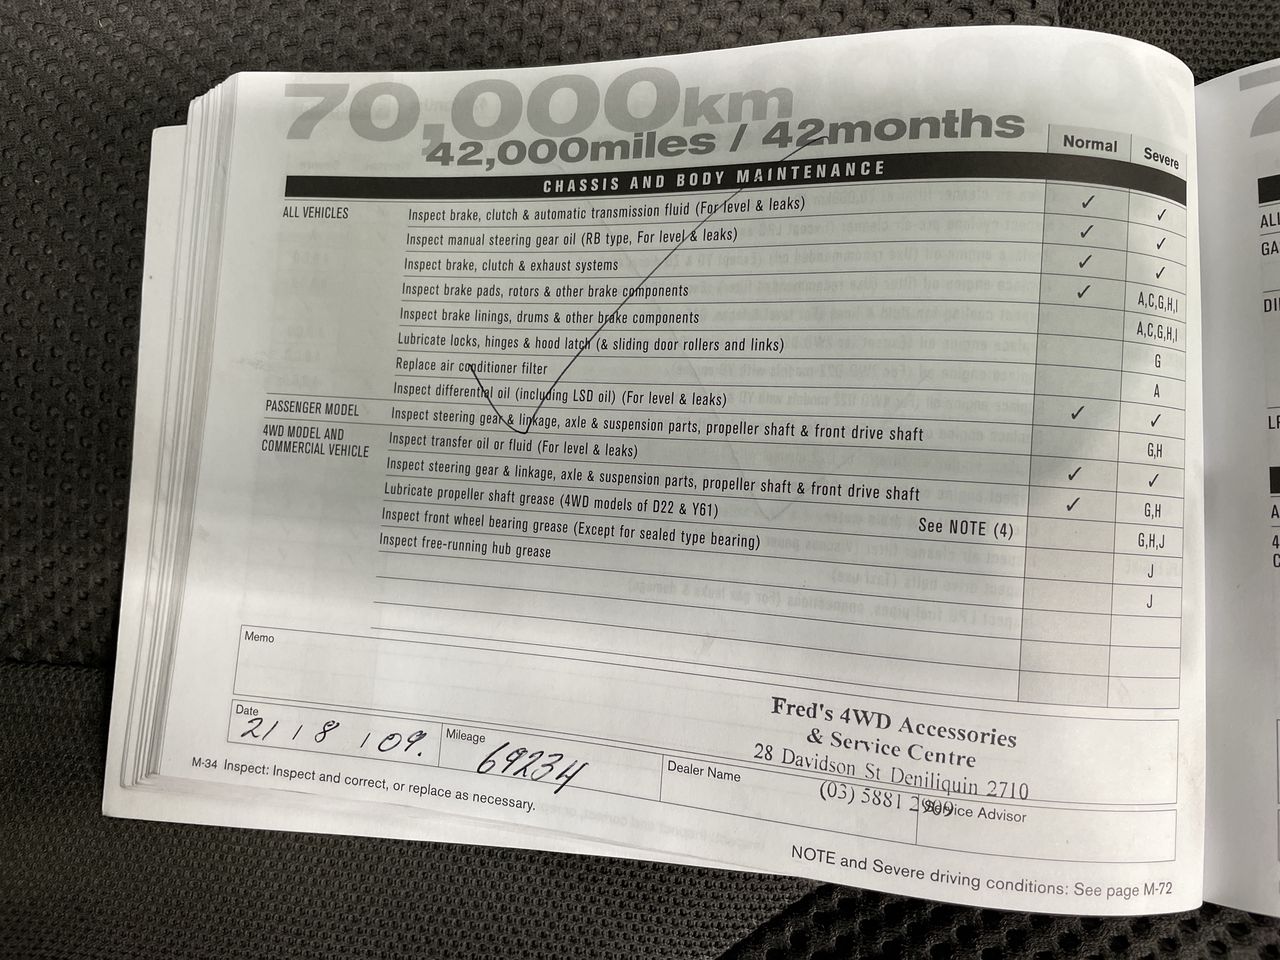 70,000km
42,000miles / 42months
Normal Severe
CHASSIS AND BODY MAINTENANCE
ALL VEHICLES Inspect brake, clutch & automatic transmission fluid (For level & leaks) ✓ ✓
Inspect manual steering gear oil (RB type, For level & leaks) ✓ ✓
Inspect brake, clutch & exhaust systems ✓ ✓
Inspect brake pads, rotors & other brake components ✓ A,C,G,H,I
Inspect brake linings, drums & other brake components A,C,G,H,I
Lubricate locks, hinges & hood latch (& sliding door rollers and links) G
Replace air conditioner filter A
Inspect differential oil (including LSD oil) (For level & leaks) ✓ ✓
PASSENGER MODEL Inspect steering gear & linkage, axle & suspension parts, propeller shaft & front drive shaft G,H
4WD MODEL AND Inspect transfer oil or fluid (For level & leaks) ✓ ✓
COMMERCIAL VEHICLE Inspect steering gear & linkage, axle & suspension parts, propeller shaft & front drive shaft ✓ G,H
Lubricate propeller shaft grease (4WD models of D22 & Y61) See NOTE (4) G,H,J
Inspect front wheel bearing grease (Except for sealed type bearing) J
Inspect free-running hub grease J
Memo
Fred's 4WD Accessories
& Service Centre
28 Davidson St Deniliquin 2710
(03) 5881 2909
Date 21 / 8 / 09.
Mileage 69234
Dealer Name
Service Advisor
M-34 Inspect: Inspect and correct, or replace as necessary.
NOTE and Severe driving conditions: See page M-72